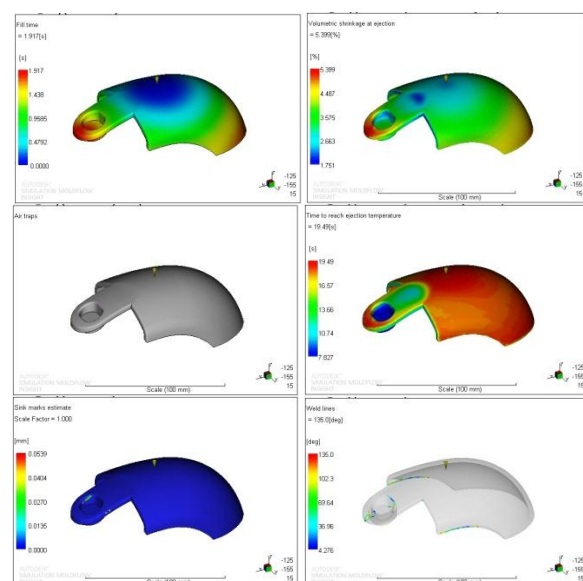 Fill time
= 1.917[s]
[s]
1.917
1.438
0.9585
0.4792
0.0000
AUTODESK
SIMULATION MOLDFLOW
INSIGHT
-125
-155
15
Volumetric shrinkage at ejection
= 5.399[%]
[%]
5.399
4.487
3.575
2.663
1.751
AUTODESK
SIMULATION MOLDFLOW
INSIGHT
Scale (100 mm)
-125
-155
15
Air traps
AUTODESK
SIMULATION MOLDFLOW
INSIGHT
Scale (100 mm)
-125
-155
15
Time to reach ejection temperature
= 19.49[s]
[s]
19.49
16.57
13.66
10.74
7.827
AUTODESK
SIMULATION MOLDFLOW
INSIGHT
Scale (100 mm)
-125
-155
15
Sink marks estimate
Scale Factor = 1.000
[mm]
0.0539
0.0404
0.0270
0.0135
0.0000
AUTODESK
SIMULATION MOLDFLOW
INSIGHT
-125
-155
15
Weld lines
= 135.0[deg]
[deg]
135.0
102.3
69.64
36.96
4.276
AUTODESK
SIMULATION MOLDFLOW
INSIGHT
-125
-155
15